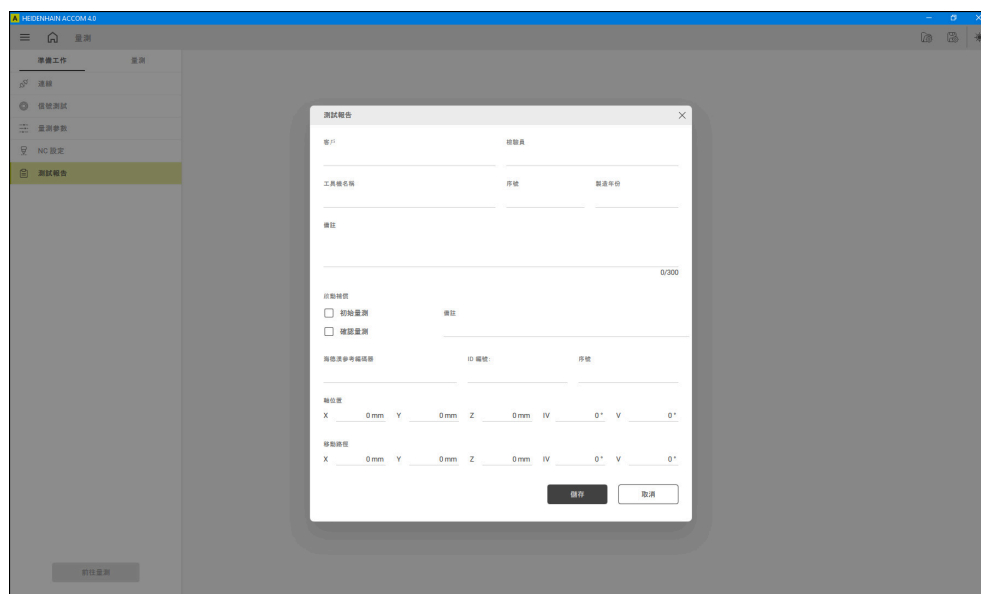 HEIDENHAIN ACCOM 4.0
量測
準備工作 量測
連線
信號測試
量測參數
NC 設定
測試報告
測試報告
客戶 檢驗員
工具機名稱 序號 製造年份
備註
0/300
啟動補償
初始量測 備註
確認量測
海德漢參考編碼器 ID 編號: 序號
軸位置
X 0 mm Y 0 mm Z 0 mm IV 0 ° V 0 °
移動路徑
X 0 mm Y 0 mm Z 0 mm IV 0 ° V 0 °
儲存 取消
前往量測